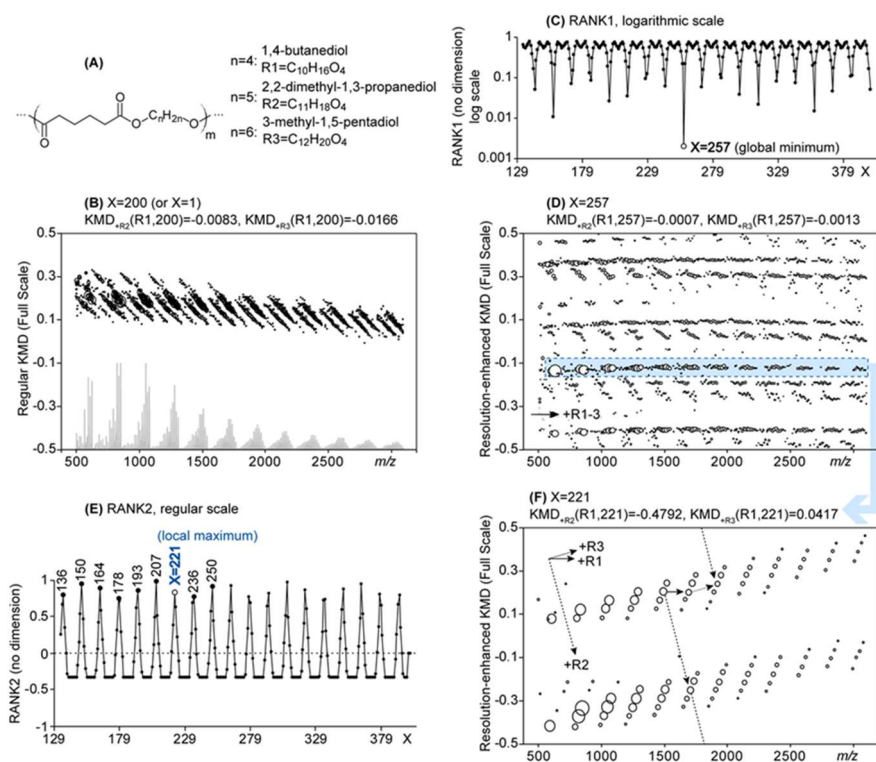 (A)
n=4:
1,4-butanediol
R1=C₁₀H₁₆O₄
n=5:
2,2-dimethyl-1,3-propanediol
R2=C₁₁H₁₈O₄
n=6:
3-methyl-1,5-pentadiol
R3=C₁₂H₂₀O₄
O
O
O
CₙH₂ₙ
O
m
(C) RANK1, logarithmic scale
RANK1 (no dimension)
log scale
1
0.1
0.01
0.001
X=257 (global minimum)
129 179 229 279 329 379 X
(B) X=200 (or X=1)
KMD₊R2(R1,200)=-0.0083, KMD₊R3(R1,200)=-0.0166
Regular KMD (Full Scale)
0.5
0.3
0.1
-0.1
-0.3
-0.5
500 1000 1500 2000 2500 m/z
(D) X=257
KMD₊R2(R1,257)=-0.0007, KMD₊R3(R1,257)=-0.0013
Resolution-enhanced KMD (Full Scale)
0.5
0.3
0.1
-0.1
-0.3
-0.5
+R1-3
500 1000 1500 2000 2500 m/z
(E) RANK2, regular scale
(local maximum)
136
150
164
178
193
207
X=221
236
250
RANK2 (no dimension)
1
0.5
0
-0.5
-1
129 179 229 279 329 379 X
(F) X=221
KMD₊R2(R1,221)=-0.4792, KMD₊R3(R1,221)=0.0417
Resolution-enhanced KMD (Full Scale)
0.5
0.3
0.1
-0.1
-0.3
-0.5
+R3
+R1
+R2
500 1000 1500 2000 2500 m/z